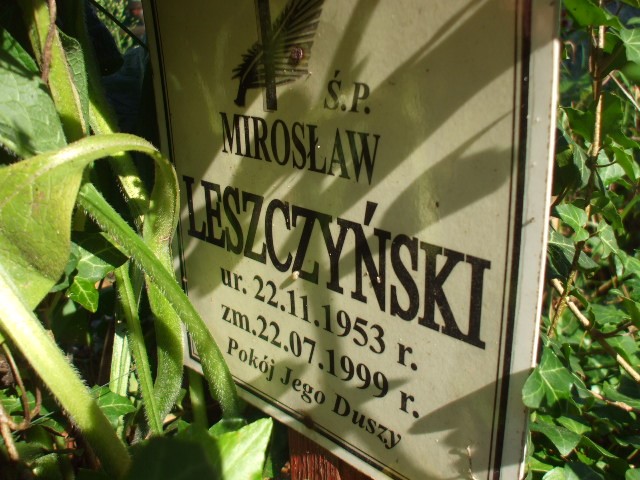 Ś.P.
MIROSŁAW
LESZCZYŃSKI
ur. 22.11.1953 r.
zm.22.07.1999 r.
Pokój Jego Duszy